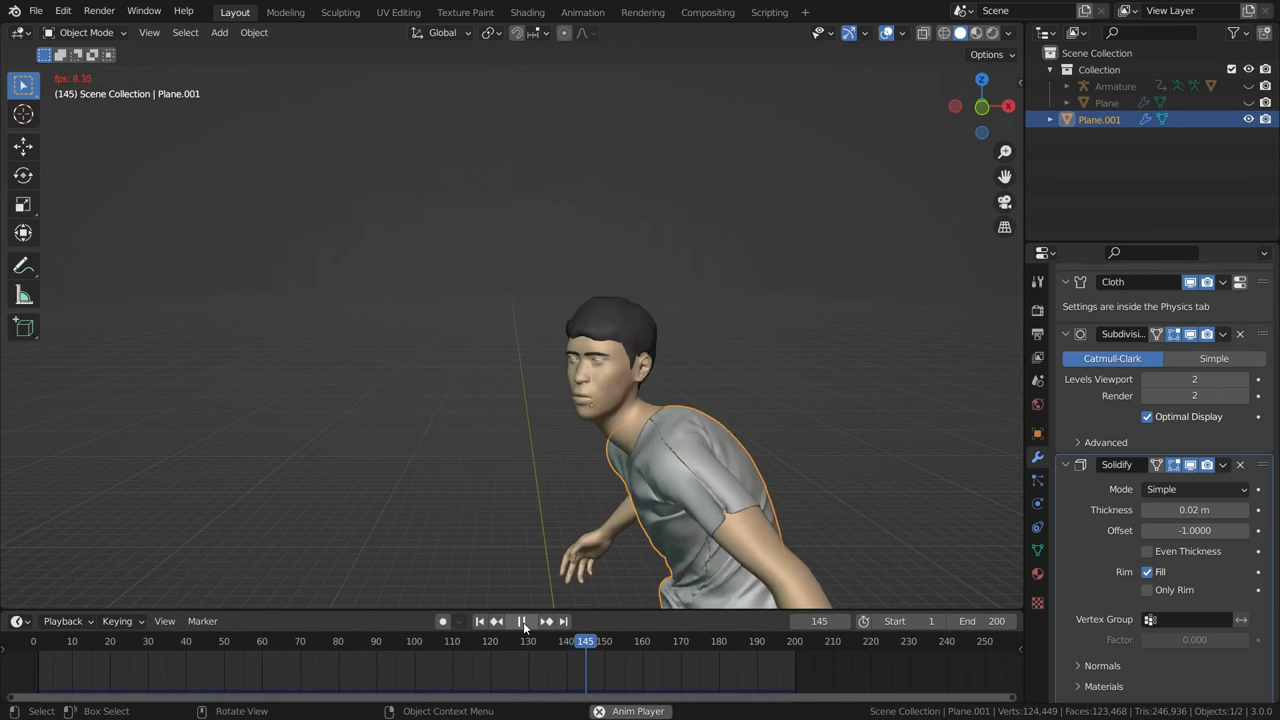 File Edit Render Window Help Layout Modeling Sculpting UV Editing Texture Paint Shading Animation Rendering Compositing Scripting + Scene View Layer
Object Mode View Select Add Object Global
Options
fps: 8.35
(145) Scene Collection | Plane.001
Z
X
Scene Collection
Collection
Armature
Plane
Plane.001
Cloth
Settings are inside the Physics tab
Subdivisi...
Catmull-Clark Simple
Levels Viewport 2
Render 2
Optimal Display
Advanced
Solidify
Mode Simple
Thickness 0.02 m
Offset -1.0000
Even Thickness
Rim Fill
Only Rim
Vertex Group
Factor 0.000
Normals
Materials
Playback Keying View Marker 145 Start 1 End 200
0 10 20 30 40 50 60 70 80 90 100 110 120 130 140 145 150 160 170 180 190 200 210 220 230 240 250
Select Box Select Rotate View Object Context Menu Anim Player Scene Collection | Plane.001 | Verts:124,449 | Faces:123,468 | Tris:246,936 | Objects:1/2 | 3.0.0